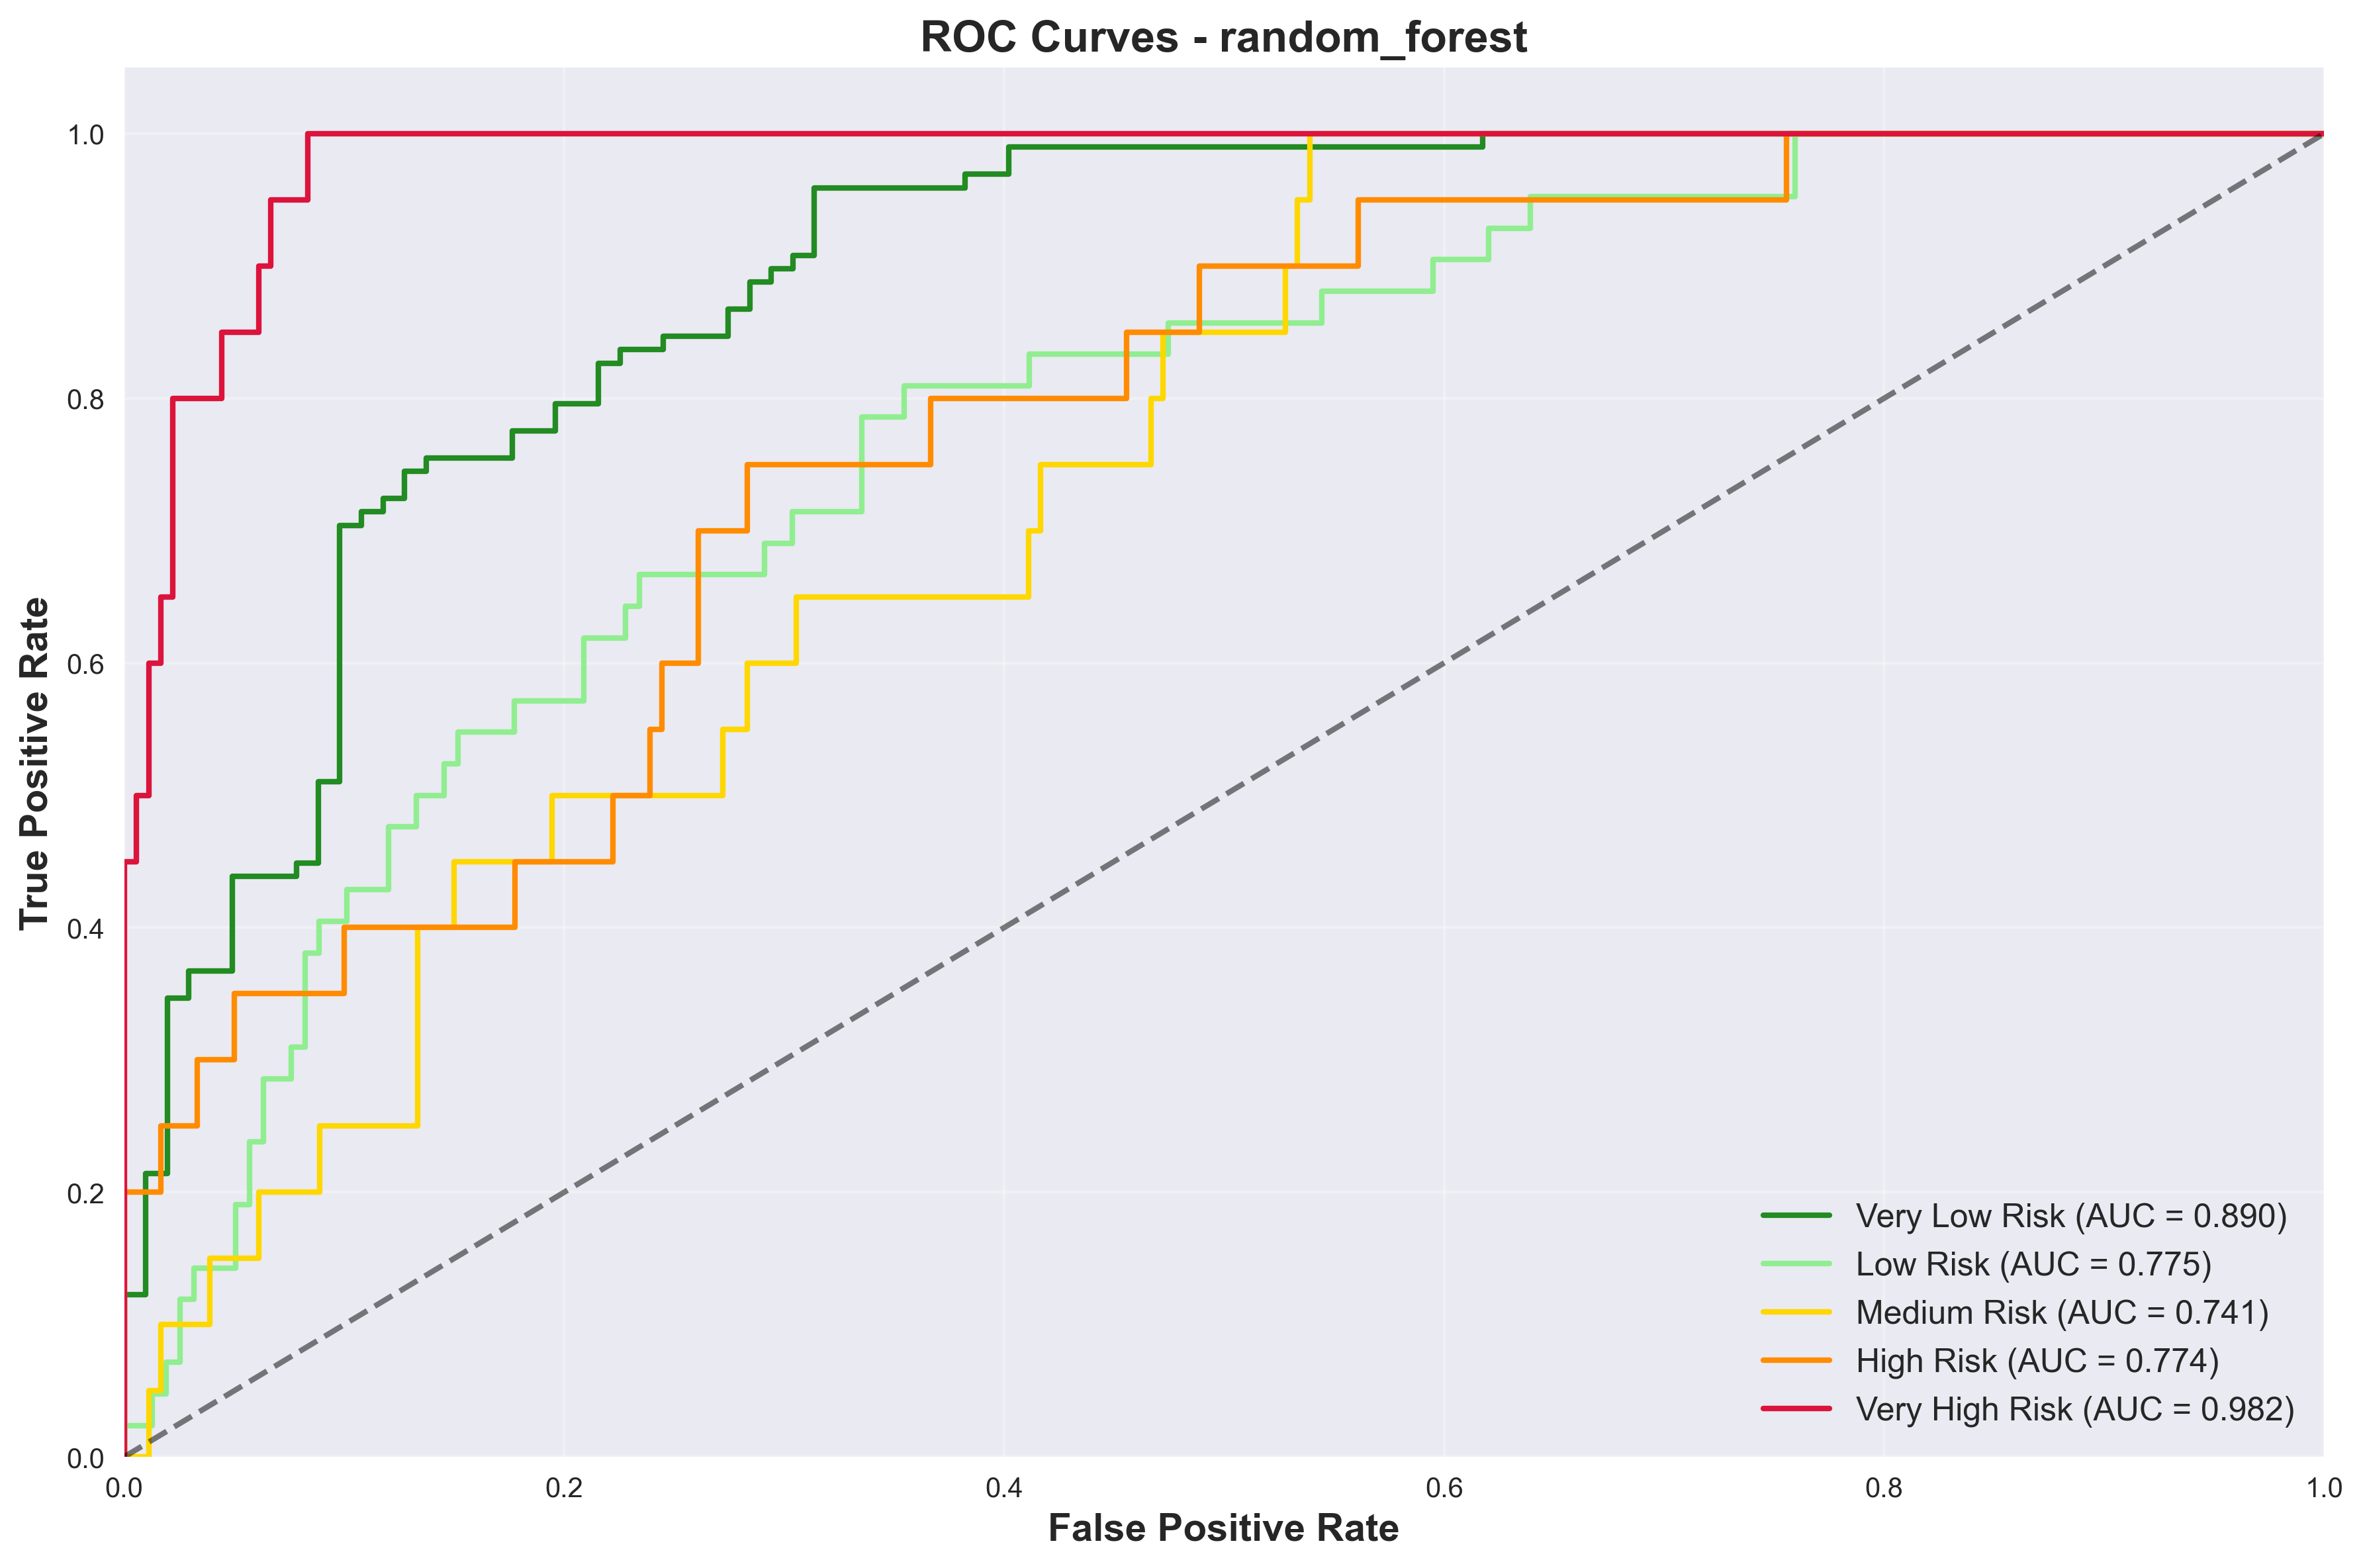 ROC Curves - random_forest
True Positive Rate
1.0
0.8
0.6
0.4
0.2
0.0
0.0 0.2 0.4 0.6 0.8 1.0
False Positive Rate
Very Low Risk (AUC = 0.890)
Low Risk (AUC = 0.775)
Medium Risk (AUC = 0.741)
High Risk (AUC = 0.774)
Very High Risk (AUC = 0.982)